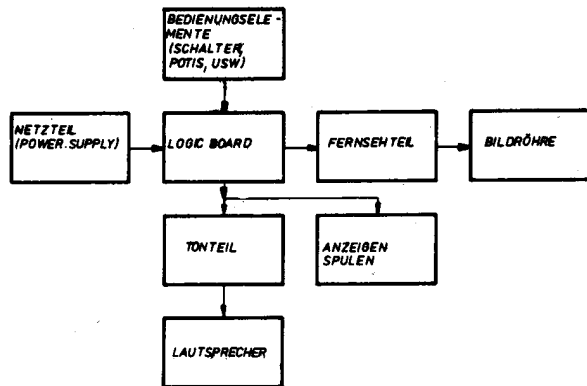 BEDIENUNGSELE-
MENTE
(SCHALTER,
POTIS, USW)
NETZTEIL
(POWER.SUPPLY)
LOGIC BOARD
FERNSEHTEIL
BILDRÖHRE
TONTEIL
ANZEIGEN
SPULEN
LAUTSPRECHER